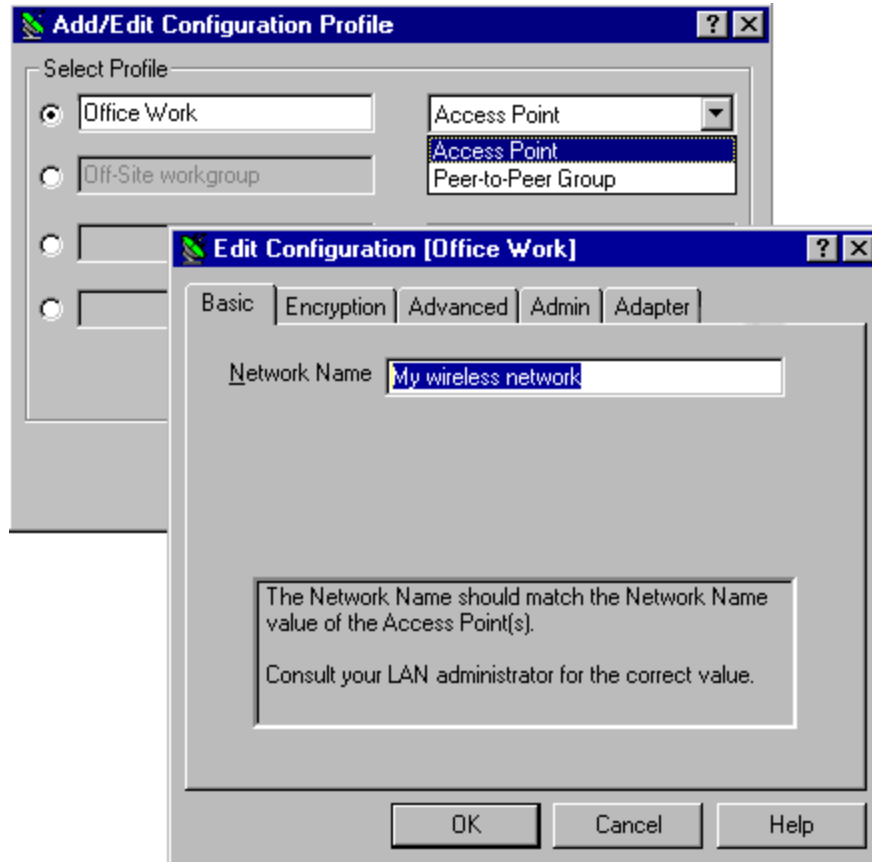 Add/Edit Configuration Profile
Select Profile
Office Work
Access Point
Access Point
Off-Site workgroup
Peer-to-Peer Group
Edit Configuration [Office Work]
Basic Encryption Advanced Admin Adapter
Network Name My wireless network
The Network Name should match the Network Name
value of the Access Point(s).
Consult your LAN administrator for the correct value.
OK Cancel Help